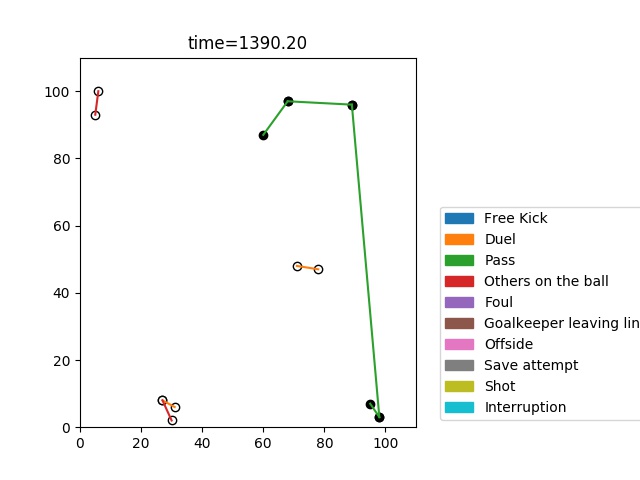 time=1390.20
100
80
60
40
20
0
0 20 40 60 80 100
Free Kick
Duel
Pass
Others on the ball
Foul
Goalkeeper leaving lin
Offside
Save attempt
Shot
Interruption